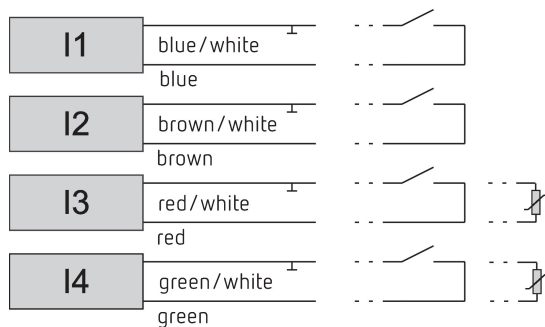 I1
blue/white
blue
I2
brown/white
brown
I3
red/white
red
I4
green/white
green